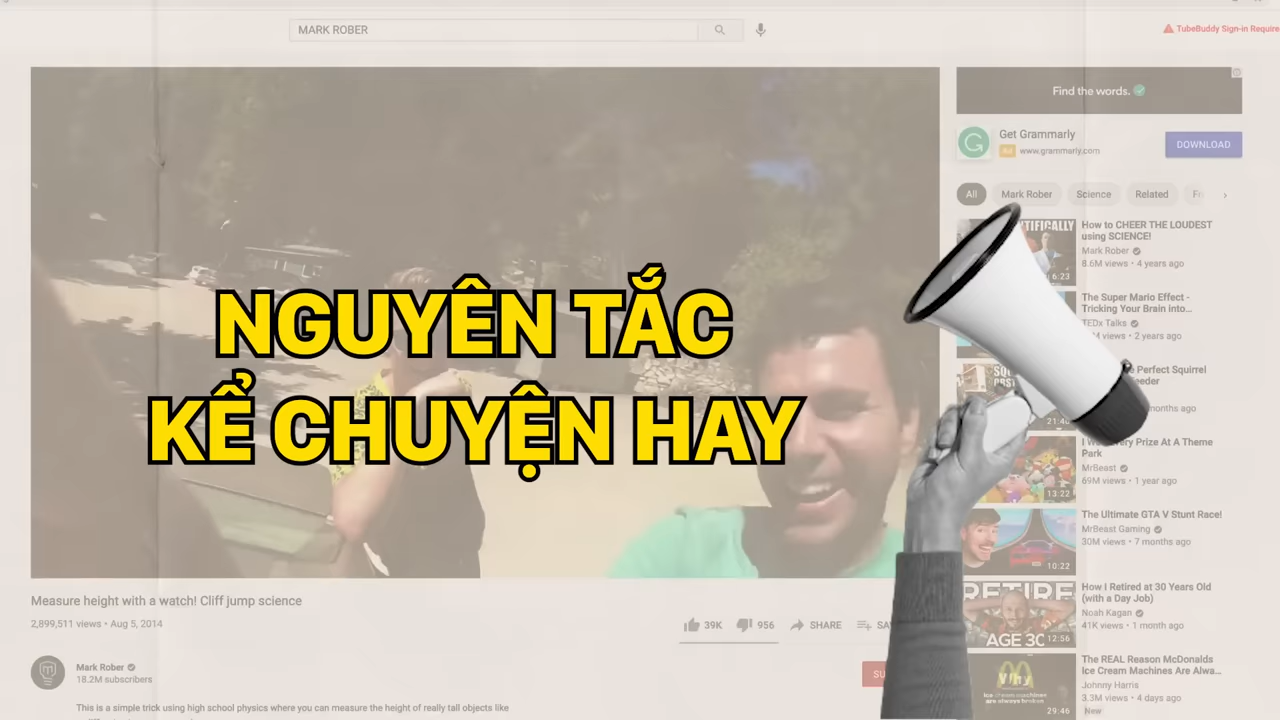 MARK ROBER
TubeBuddy Sign-in Require
Find the words.
Get Grammarly
Ad www.grammarly.com
DOWNLOAD
All Mark Rober Science Related
How to CHEER THE LOUDEST
using SCIENCE!
Mark Rober
8.6M views • 4 years ago
6:23
The Super Mario Effect -
Tricking Your Brain into...
TEDx Talks
views • 2 years ago
Perfect Squirrel
months ago
Prize At A Theme
Park
MrBeast
69M views • 1 year ago
13:22
The Ultimate GTA V Stunt Race!
MrBeast Gaming
30M views • 7 months ago
10:22
How I Retired at 30 Years Old
(with a Day Job)
Noah Kagan
41K views • 1 month ago
RETIRE
AGE 30
12:56
The REAL Reason McDonalds
Ice Cream Machines Are Alwa...
Johnny Harris
3.3M views • 4 days ago
New
29:46
NGUYÊN TẮC
KỂ CHUYỆN HAY
Measure height with a watch! Cliff jump science
2,899,511 views • Aug 5, 2014
39K 956 SHARE
Mark Rober
18.2M subscribers
This is a simple trick using high school physics where you can measure the height of really tall objects like